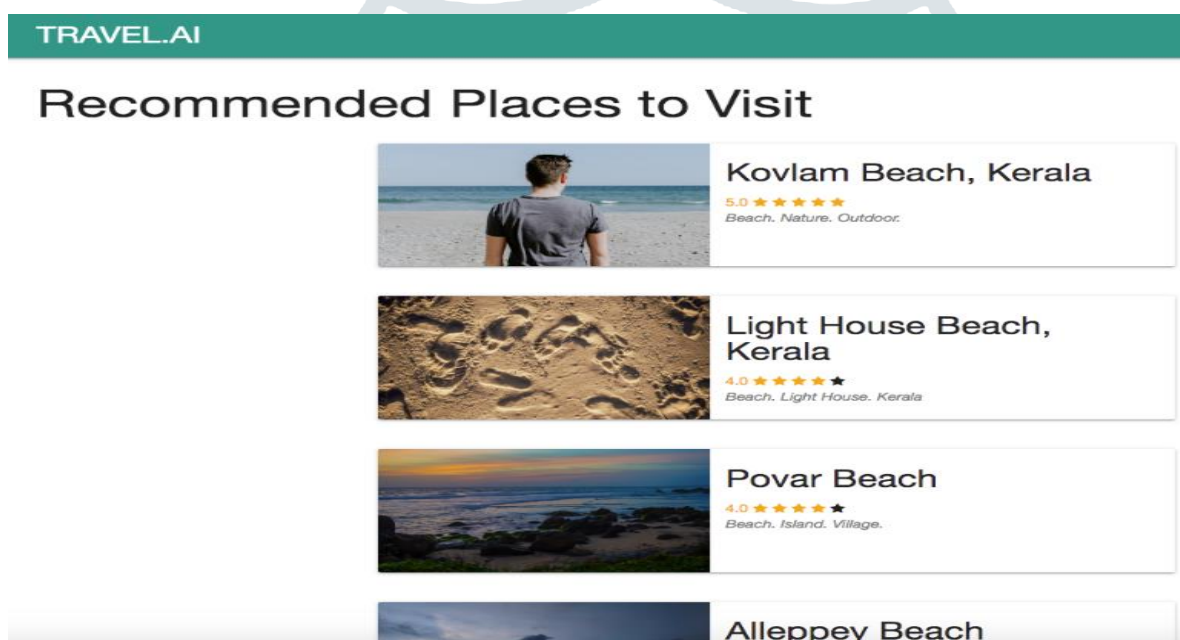 TRAVEL.AI
Recommended Places to Visit
Kovlam Beach, Kerala
5.0 ★★★★★
Beach. Nature. Outdoor.
Light House Beach,
Kerala
4.0 ★★★★★
Beach. Light House. Kerala
Povar Beach
4.0 ★★★★★
Beach. Island. Village.
Alleppey Beach